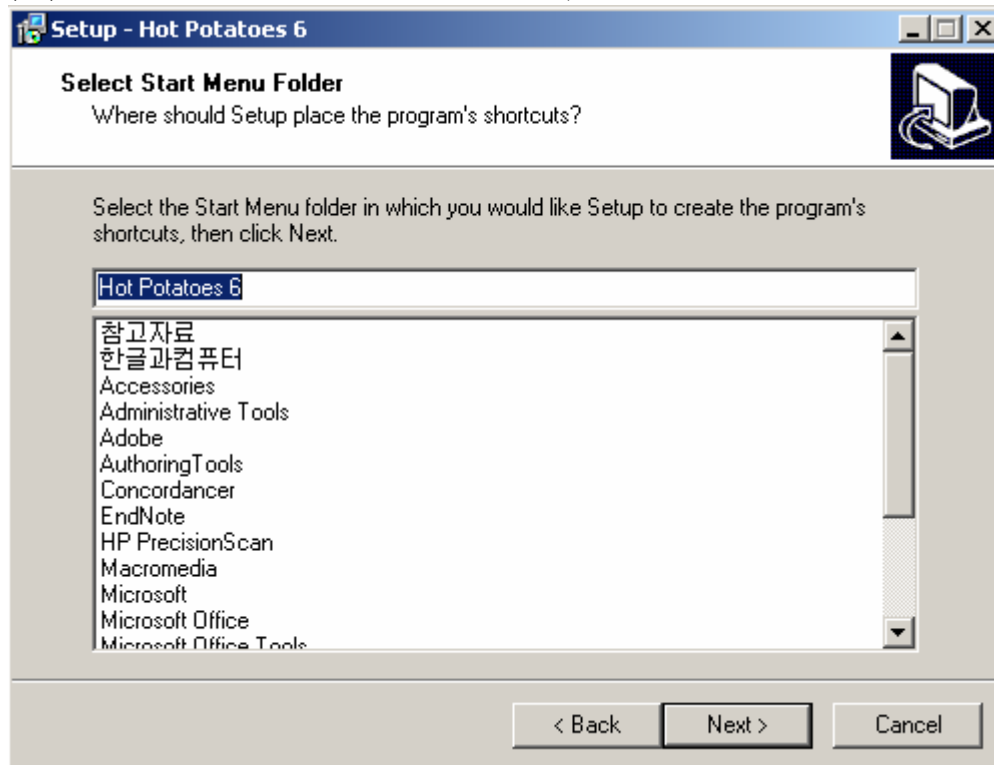 Setup - Hot Potatoes 6
Select Start Menu Folder
Where should Setup place the program's shortcuts?
Select the Start Menu folder in which you would like Setup to create the program's
shortcuts, then click Next.
Hot Potatoes 6
참고자료
한글과컴퓨터
Accessories
Administrative Tools
Adobe
AuthoringTools
Concordancer
EndNote
HP PrecisionScan
Macromedia
Microsoft
Microsoft Office
Microsoft Office Tools
< Back Next > Cancel